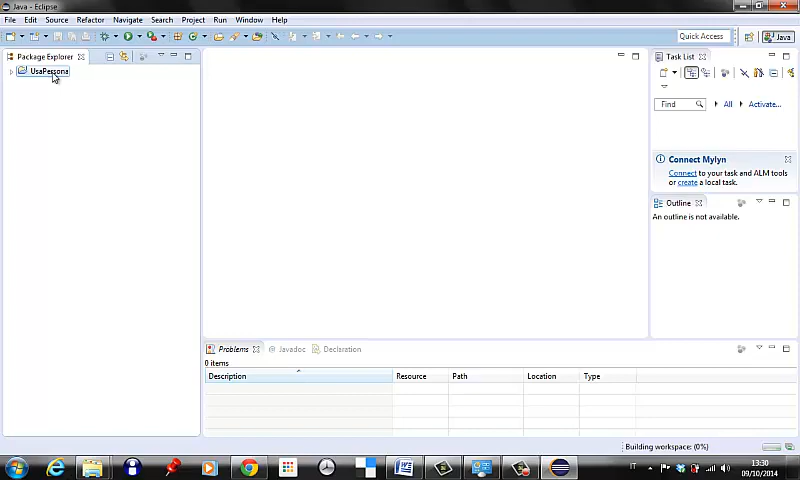 Java - Eclipse
File Edit Source Refactor Navigate Search Project Run Window Help
Quick Access
Java
Package Explorer
UsaPersona
Task List
Find
All
Activate...
Connect Mylyn
Connect to your task and ALM tools
or create a local task.
Outline
An outline is not available.
Problems @ Javadoc Declaration
0 items
Description Resource Path Location Type
Building workspace: (0%)
IT
13:30
09/10/2014